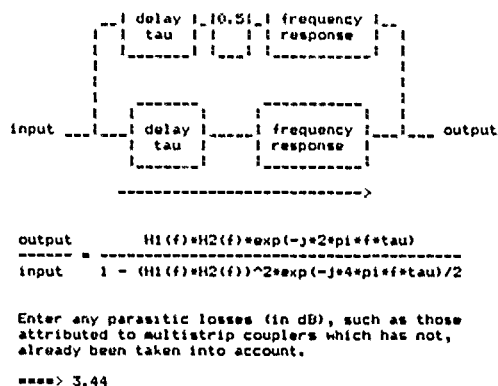 delay 0.5 frequency
tau response
input delay frequency output
tau response
output H1(f)*H2(f)*exp(-j*2*pi*f*tau)
------ = ------------------------------------
input 1 - (H1(f)*H2(f))^2*exp(-j*4*pi*f*tau)/2
Enter any parasitic losses (in dB), such as those
attributed to multistrip couplers which has not,
already been taken into account.
====> 3.44